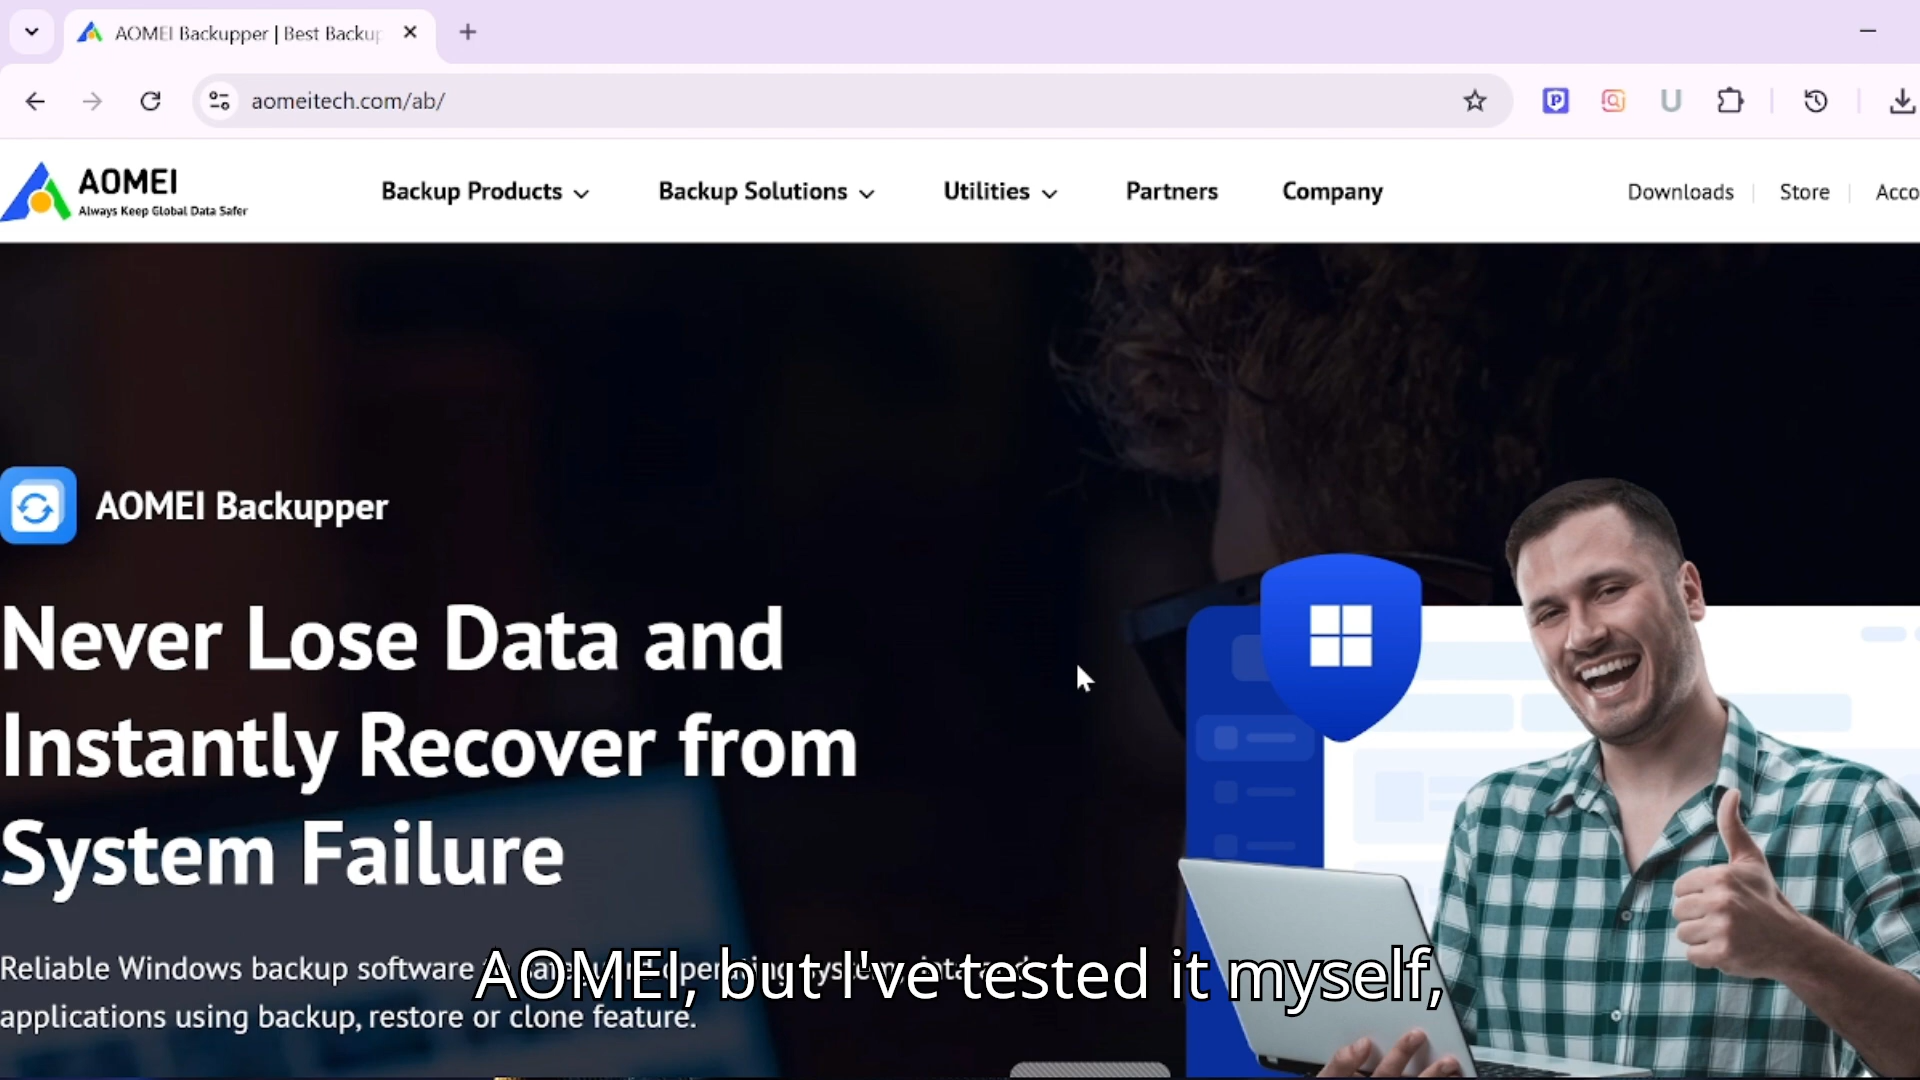 AOMEI Backupper | Best Backup
aomeitech.com/ab/
AOMEI
Always Keep Global Data Safer
Backup Products
Backup Solutions
Utilities
Partners
Company
Downloads
Store
Acco
AOMEI Backupper
Never Lose Data and
Instantly Recover from
System Failure
Reliable Windows backup software
applications using backup, restore or clone feature.
AOMEI, but I've tested it myself,